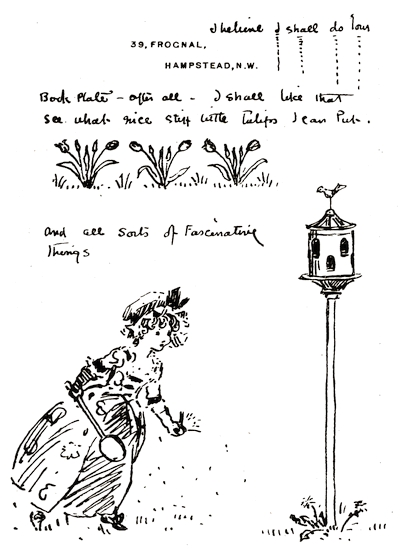 I believe I shall do your
39, FROGNAL,
HAMPSTEAD, N.W.
Book Plate - after all - I shall like that
See what nice stiff little Tulips I can Put.
and all sorts of Fascinating
Things